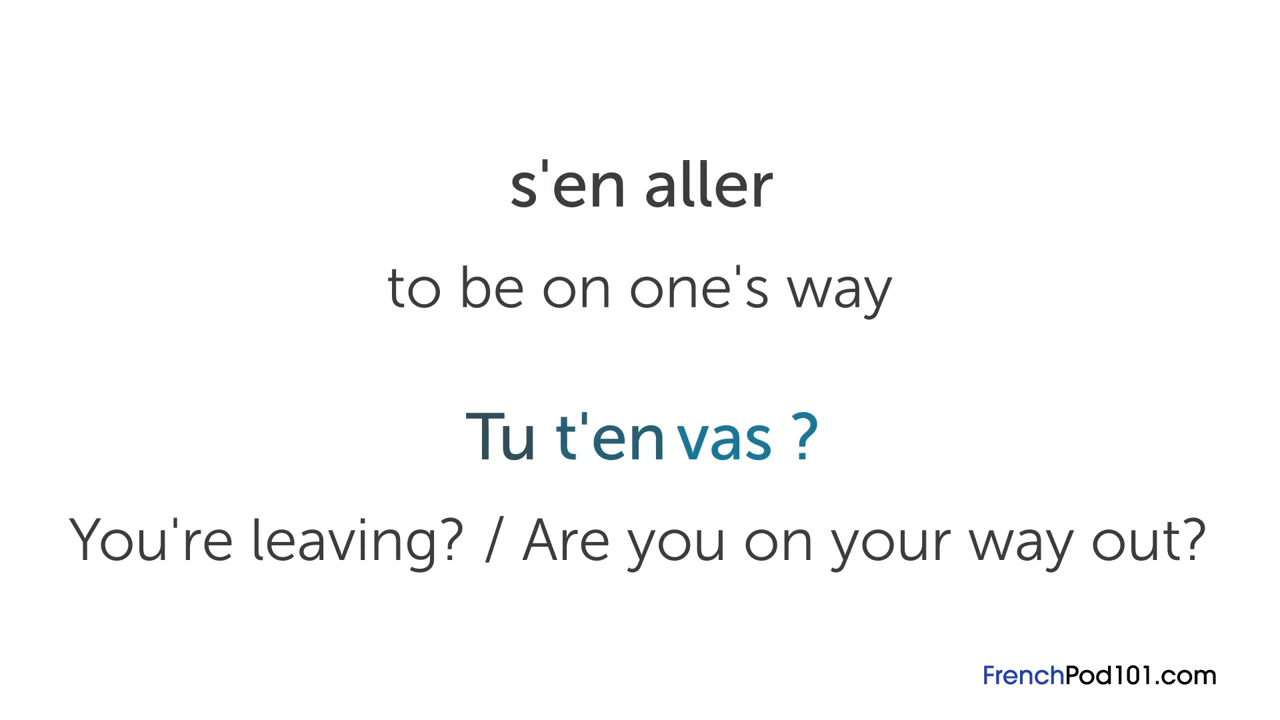 s'en aller
to be on one's way
Tu t'en vas ?
You're leaving? / Are you on your way out?
FrenchPod101.com